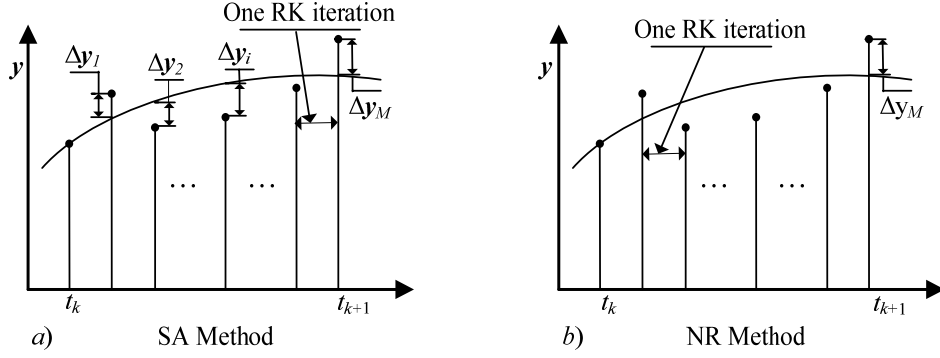 One RK iteration
y
Δy1
Δy2
Δyi
ΔyM
...
...
tk
tk+1
a)
SA Method
One RK iteration
y
ΔyM
...
...
tk
tk+1
b)
NR Method